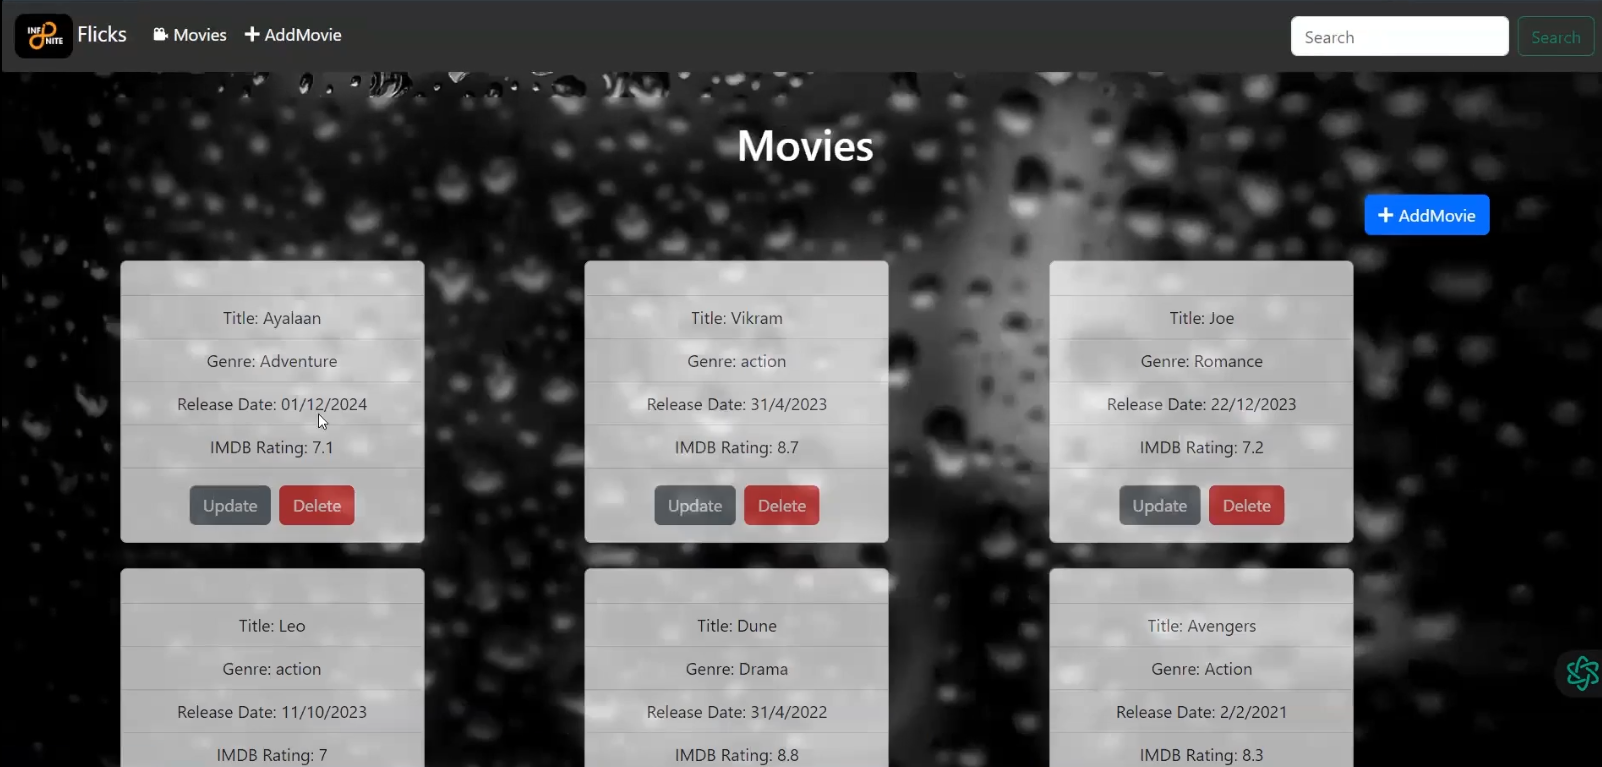 INF
NITE
Flicks
Movies
AddMovie
Search
Search
Movies
AddMovie
Title: Ayalaan
Genre: Adventure
Release Date: 01/12/2024
IMDB Rating: 7.1
Update
Delete
Title: Vikram
Genre: action
Release Date: 31/4/2023
IMDB Rating: 8.7
Update
Delete
Title: Joe
Genre: Romance
Release Date: 22/12/2023
IMDB Rating: 7.2
Update
Delete
Title: Leo
Genre: action
Release Date: 11/10/2023
IMDB Rating: 7
Title: Dune
Genre: Drama
Release Date: 31/4/2022
IMDB Rating: 8.8
Title: Avengers
Genre: Action
Release Date: 2/2/2021
IMDB Rating: 8.3